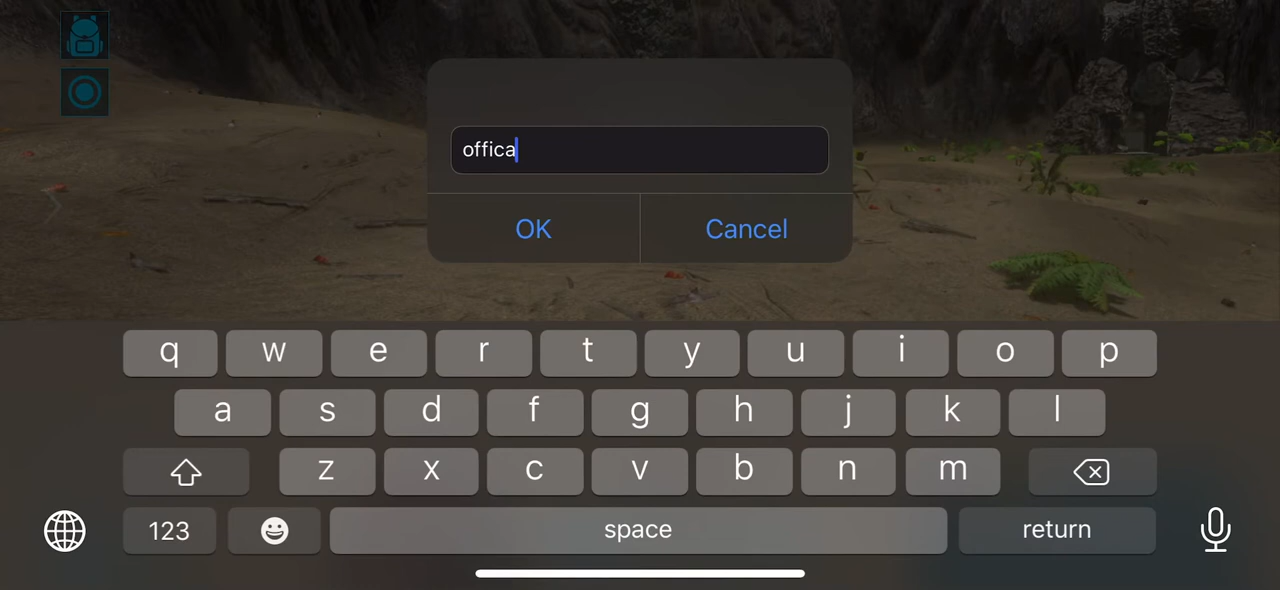 offica
OK Cancel
q w e r t y u i o p
a s d f g h j k l
z x c v b n m
123 space return